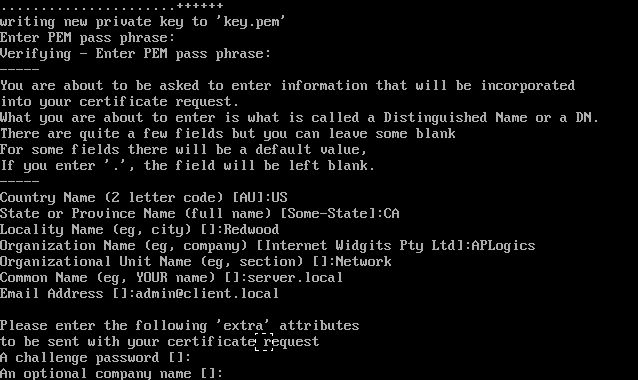 ......................++++++
writing new private key to 'key.pem'
Enter PEM pass phrase:
Verifying - Enter PEM pass phrase:
-----
You are about to be asked to enter information that will be incorporated
into your certificate request.
What you are about to enter is what is called a Distinguished Name or a DN.
There are quite a few fields but you can leave some blank
For some fields there will be a default value,
If you enter '.', the field will be left blank.
-----
Country Name (2 letter code) [AU]:US
State or Province Name (full name) [Some-State]:CA
Locality Name (eg, city) []:Redwood
Organization Name (eg, company) [Internet Widgits Pty Ltd]:APLogics
Organizational Unit Name (eg, section) []:Network
Common Name (eg, YOUR name) []:server.local
Email Address []:admin@client.local
Please enter the following 'extra' attributes
to be sent with your certificate request
A challenge password []:
An optional company name []: